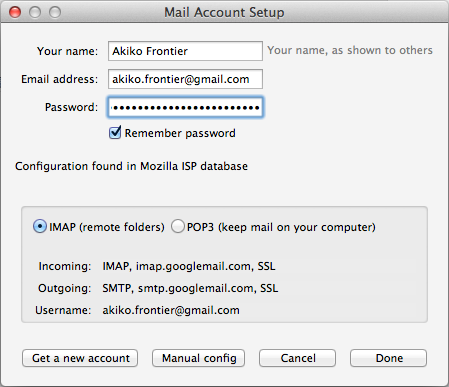 Mail Account Setup
Your name: Akiko Frontier Your name, as shown to others
Email address: akiko.frontier@gmail.com
Password: ••••••••••••••••••••••
Remember password
Configuration found in Mozilla ISP database
IMAP (remote folders) POP3 (keep mail on your computer)
Incoming: IMAP, imap.googlemail.com, SSL
Outgoing: SMTP, smtp.googlemail.com, SSL
Username: akiko.frontier@gmail.com
Get a new account Manual config Cancel Done